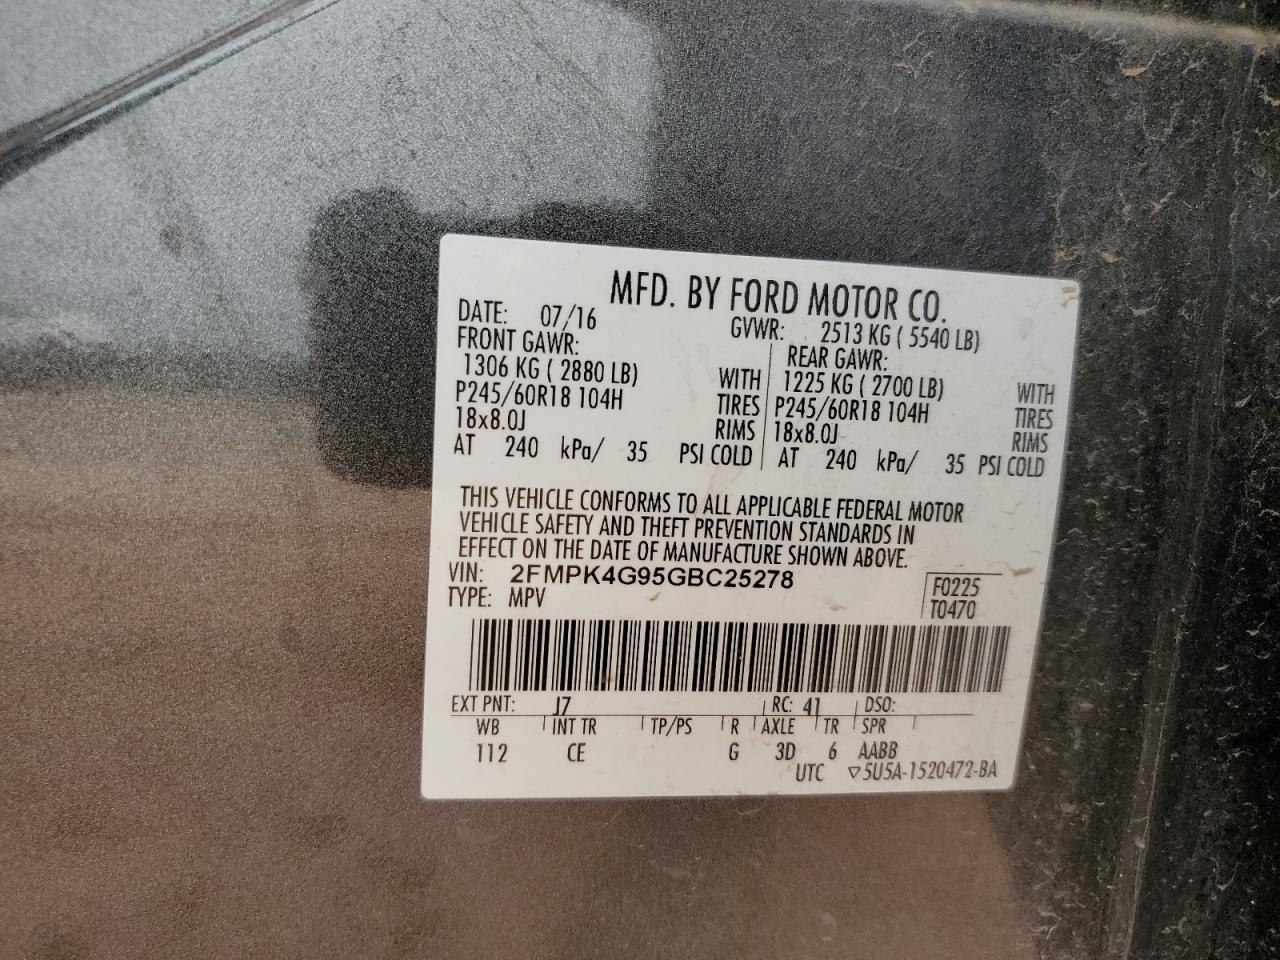 MFD. BY FORD MOTOR CO.
DATE: 07/16 GVWR: 2513 KG ( 5540 LB)
FRONT GAWR: REAR GAWR:
1306 KG ( 2880 LB) WITH 1225 KG ( 2700 LB) WITH
P245/60R18 104H TIRES P245/60R18 104H TIRES
18x8.0J RIMS 18x8.0J RIMS
AT 240 kPa/ 35 PSI COLD AT 240 kPa/ 35 PSI COLD
THIS VEHICLE CONFORMS TO ALL APPLICABLE FEDERAL MOTOR
VEHICLE SAFETY AND THEFT PREVENTION STANDARDS IN
EFFECT ON THE DATE OF MANUFACTURE SHOWN ABOVE.
VIN: 2FMPK4G95GBC25278 F0225
TYPE: MPV T0470
EXT PNT: J7 RC: 41 DSO:
WB INT TR TP/PS R AXLE TR SPR
112 CE G 3D 6 AABB
UTC ▽5U5A-1520472-BA